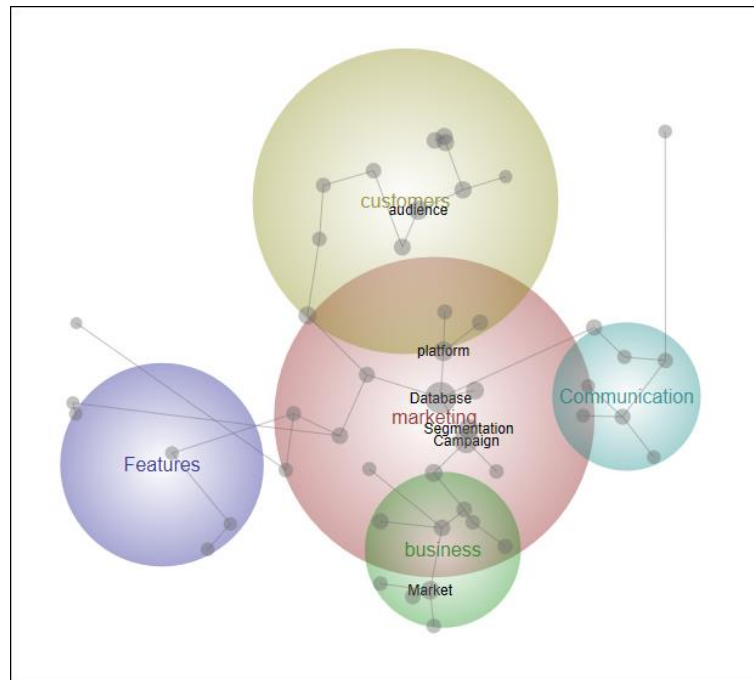 customers
audience
platform
Database
marketing
Communication
Segmentation
Campaign
Features
business
Market